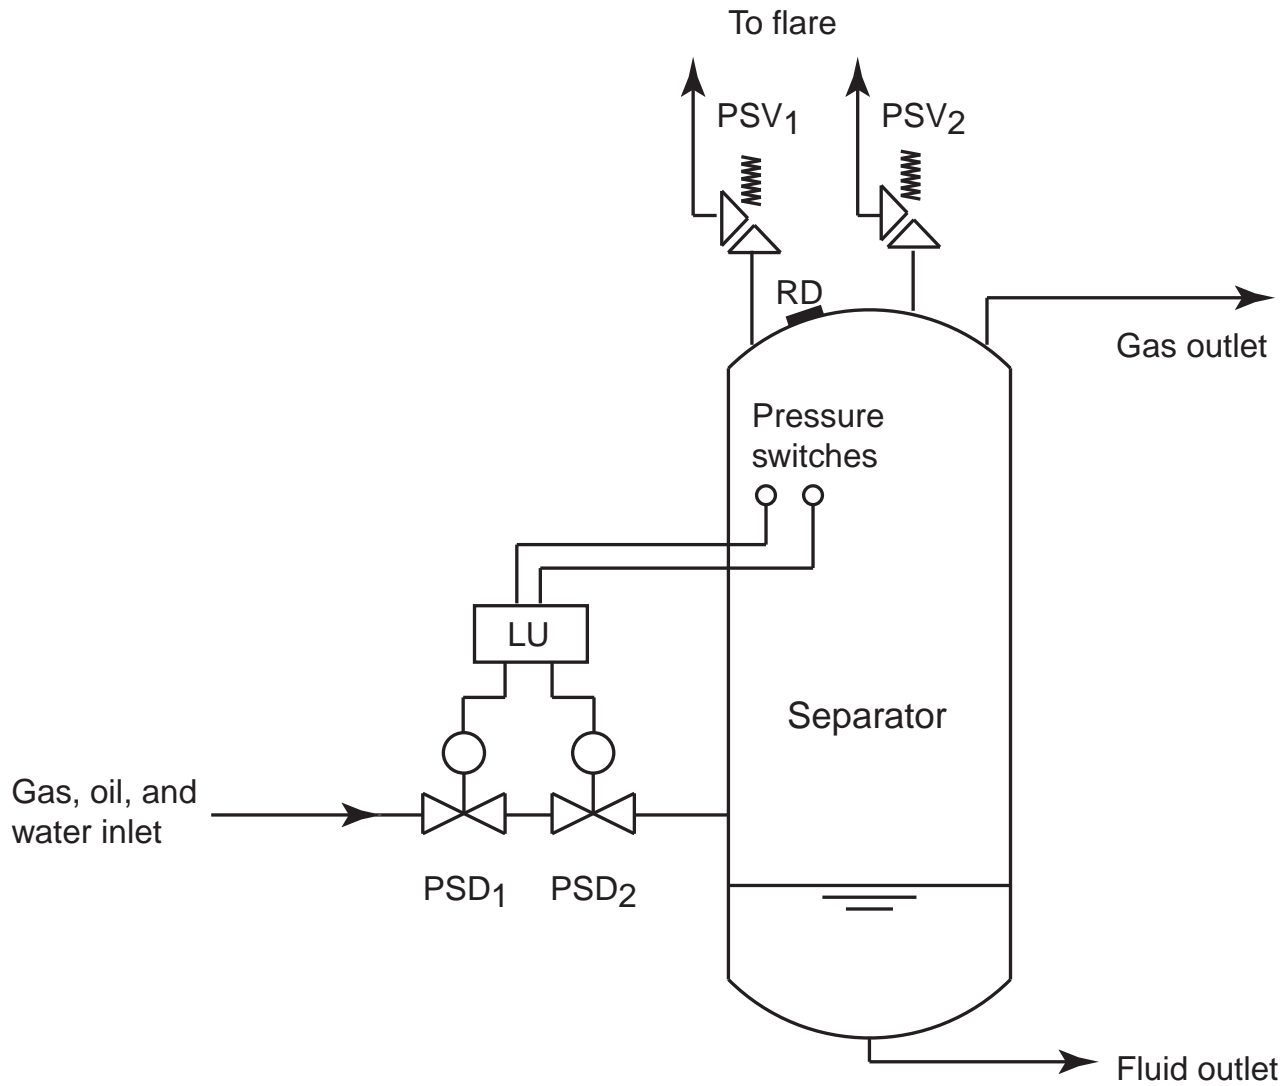 To flare
PSV1
PSV2
RD
Gas outlet
Pressure
switches
LU
Separator
Gas, oil, and
water inlet
PSD1
PSD2
Fluid outlet